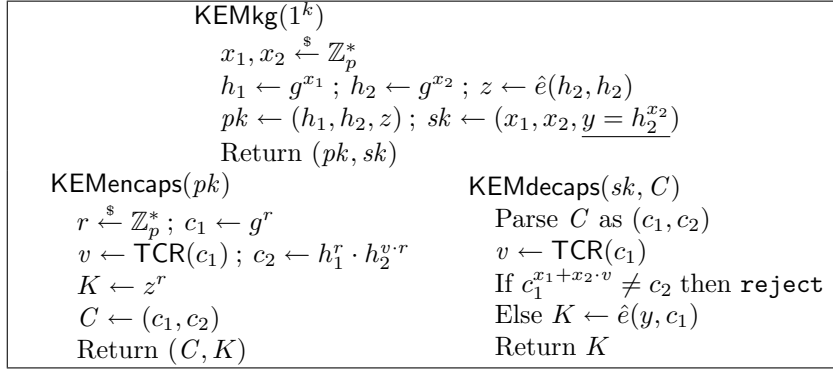 KEMkg(1^k)
x_1, x_2 ←^$ ℤ_p^*
h_1 ← g^{x_1} ; h_2 ← g^{x_2} ; z ← ê(h_2, h_2)
pk ← (h_1, h_2, z) ; sk ← (x_1, x_2, y = h_2^{x_2})
Return (pk, sk)
KEMencaps(pk)
r ←^$ ℤ_p^* ; c_1 ← g^r
v ← TCR(c_1) ; c_2 ← h_1^r · h_2^{v·r}
K ← z^r
C ← (c_1, c_2)
Return (C, K)
KEMdecaps(sk, C)
Parse C as (c_1, c_2)
v ← TCR(c_1)
If c_1^{x_1+x_2·v} ≠ c_2 then reject
Else K ← ê(y, c_1)
Return K